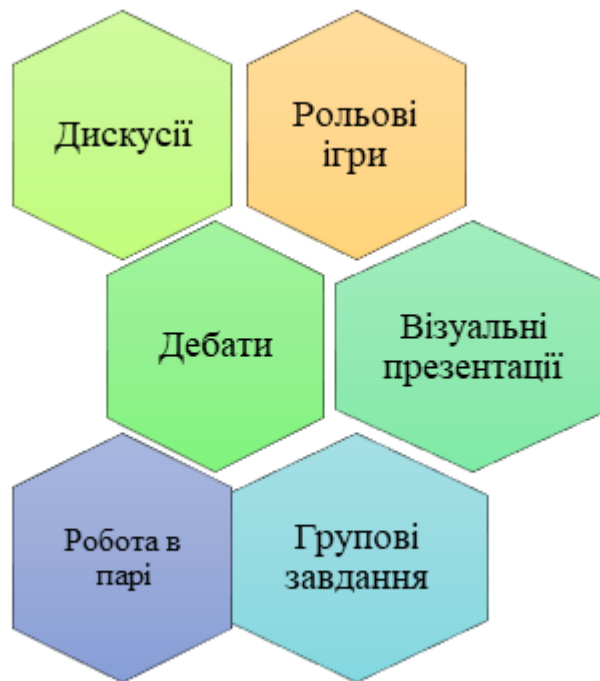 Дискусії
Рольові
ігри
Дебати
Візуальні
презентації
Робота в
парі
Групові
завдання